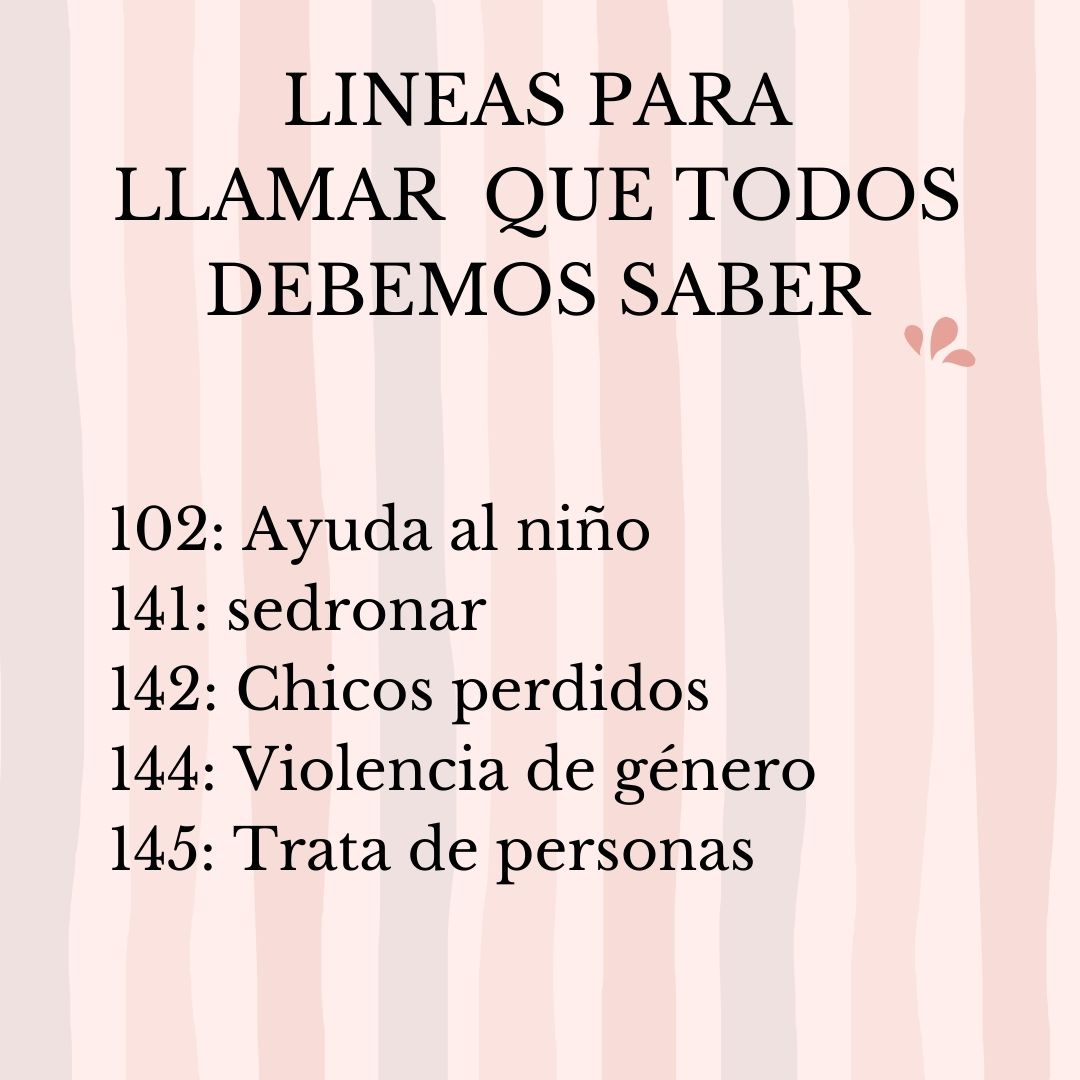 LINEAS PARA
LLAMAR QUE TODOS
DEBEMOS SABER
102: Ayuda al niño
141: sedronar
142: Chicos perdidos
144: Violencia de género
145: Trata de personas